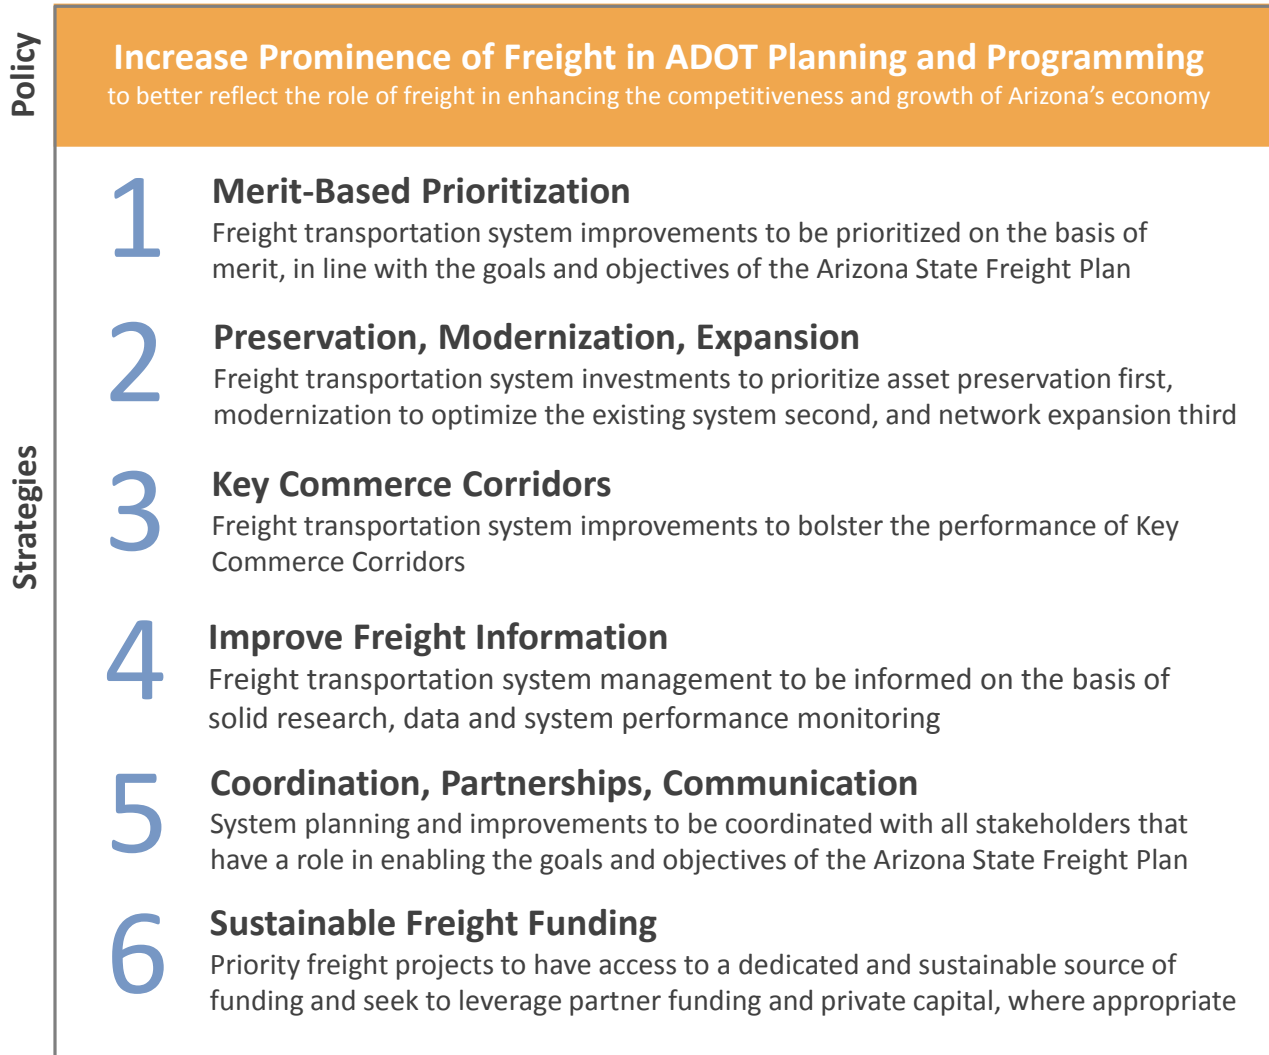 Policy
Increase Prominence of Freight in ADOT Planning and Programming
to better reflect the role of freight in enhancing the competitiveness and growth of Arizona’s economy
Strategies
1
Merit-Based Prioritization
Freight transportation system improvements to be prioritized on the basis of
merit, in line with the goals and objectives of the Arizona State Freight Plan
2
Preservation, Modernization, Expansion
Freight transportation system investments to prioritize asset preservation first,
modernization to optimize the existing system second, and network expansion third
3
Key Commerce Corridors
Freight transportation system improvements to bolster the performance of Key
Commerce Corridors
4
Improve Freight Information
Freight transportation system management to be informed on the basis of
solid research, data and system performance monitoring
5
Coordination, Partnerships, Communication
System planning and improvements to be coordinated with all stakeholders that
have a role in enabling the goals and objectives of the Arizona State Freight Plan
6
Sustainable Freight Funding
Priority freight projects to have access to a dedicated and sustainable source of
funding and seek to leverage partner funding and private capital, where appropriate